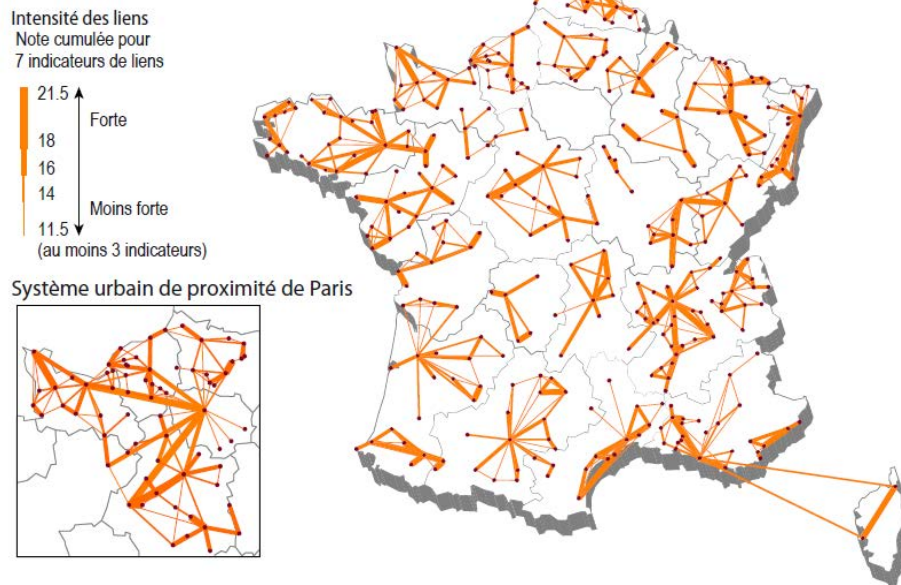 Intensité des liens
Note cumulée pour
7 indicateurs de liens
21.5
Forte
18
16
14
Moins forte
11.5
(au moins 3 indicateurs)
Système urbain de proximité de Paris